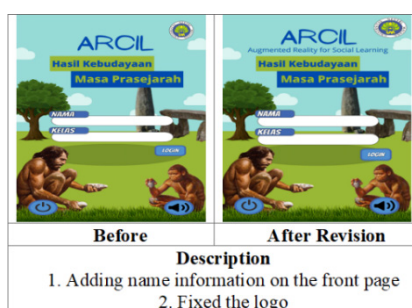 ARCIL
Hasil Kebudayaan
Masa Prasejarah
NAMA
KELAS
LOGIN
ARCIL
Augmented Reality for Social Learning
Hasil Kebudayaan
Masa Prasejarah
NAMA
KELAS
LOGIN
Before
After Revision
Description
1. Adding name information on the front page
2. Fixed the logo